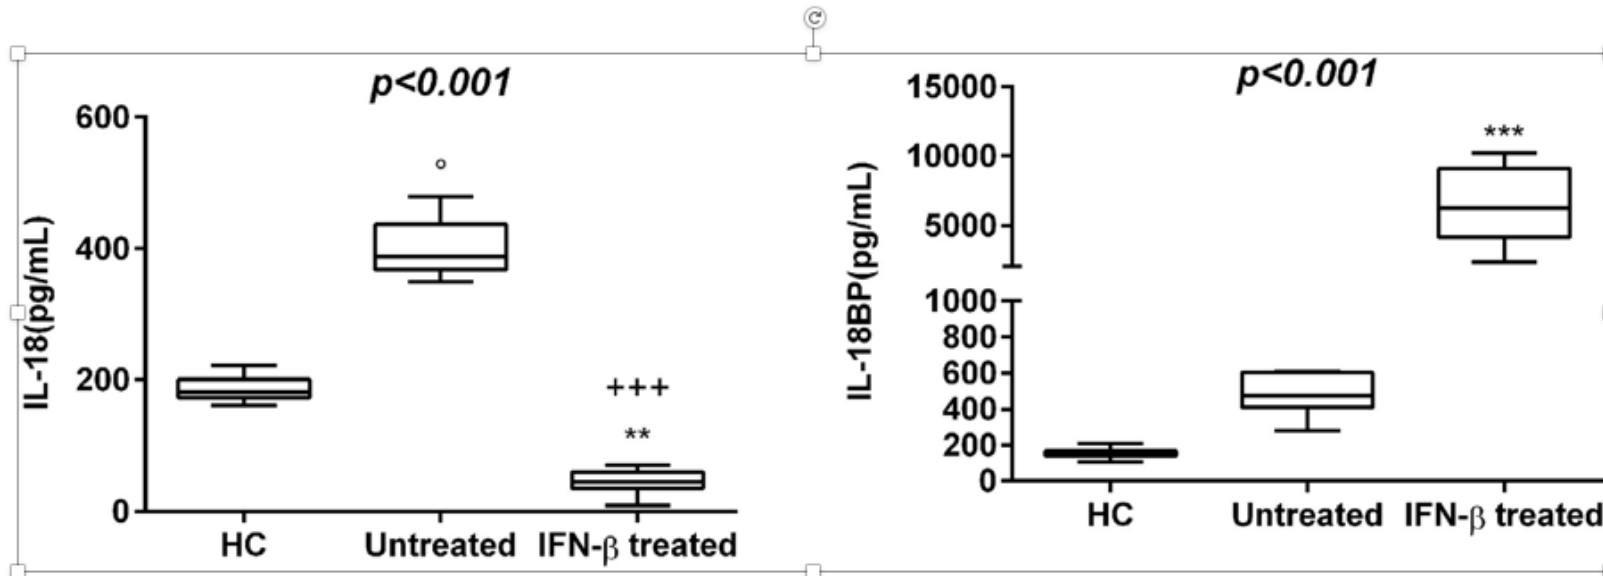 p<0.001
600
400
200
0
IL-18(pg/mL)
°
+++
**
HC Untreated IFN-β treated
p<0.001
15000
10000
5000
1000
800
600
400
200
0
IL-18BP(pg/mL)
***
HC Untreated IFN-β treated